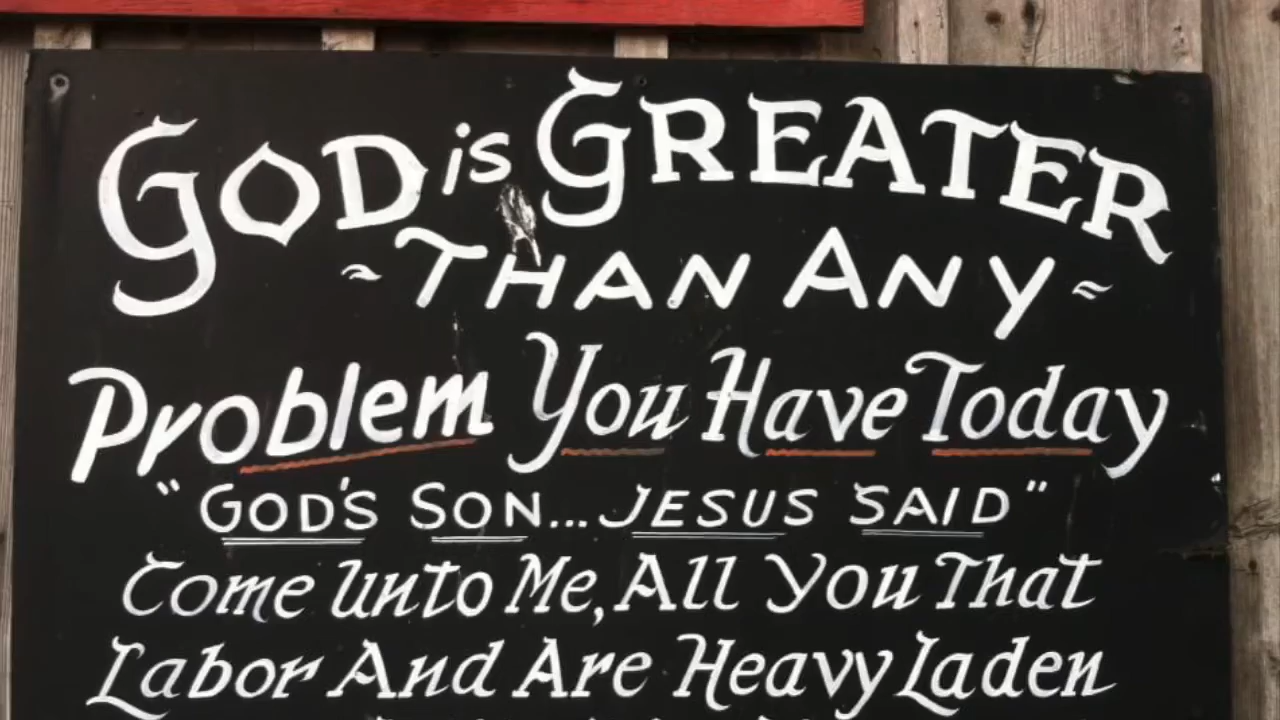 GOD is GREATER
~THAN ANY~
Problem You Have Today
"GOD'S SON...JESUS SAID"
Come Unto Me, All You That
Labor And Are Heavy Laden